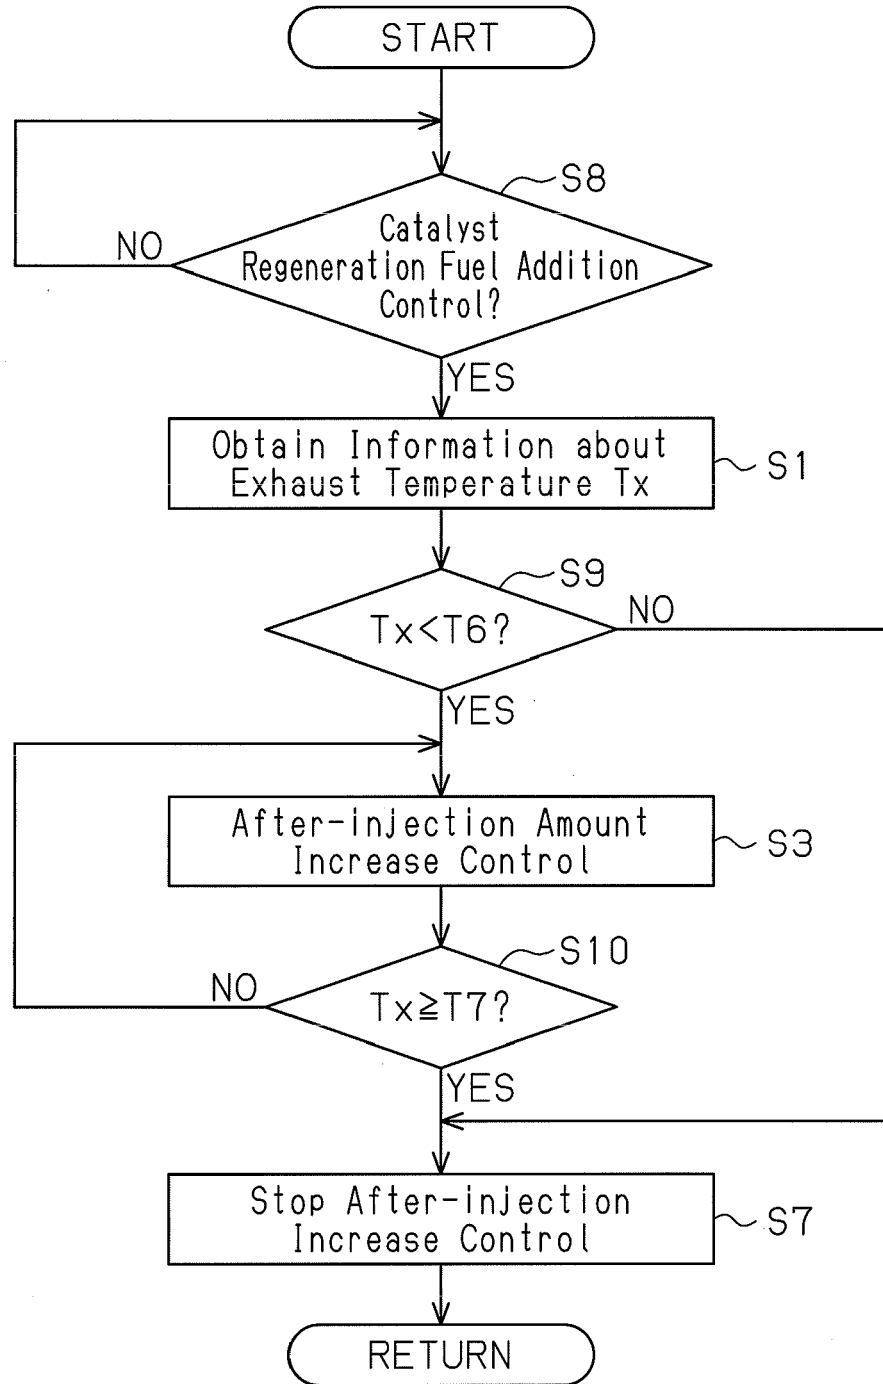 START
S8
Catalyst
Regeneration Fuel Addition
Control?
NO
YES
Obtain Information about
Exhaust Temperature Tx
S1
S9
Tx<T6?
NO
YES
After-injection Amount
Increase Control
S3
S10
Tx≧T7?
NO
YES
Stop After-injection
Increase Control
S7
RETURN